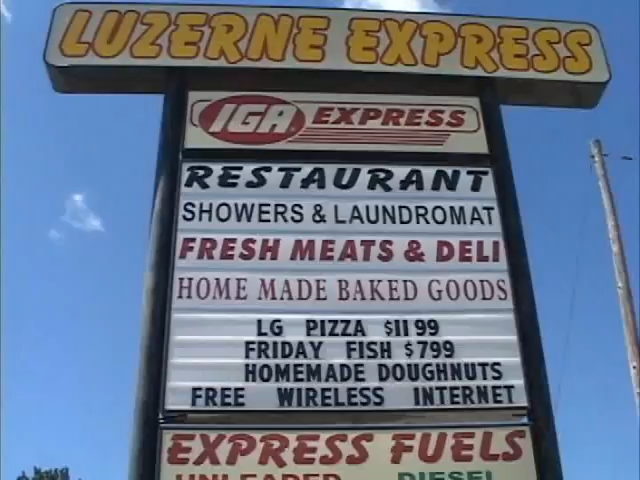 LUZERNE EXPRESS
IGA EXPRESS
RESTAURANT
SHOWERS & LAUNDROMAT
FRESH MEATS & DELI
HOME MADE BAKED GOODS
LG PIZZA $11 99
FRIDAY FISH $799
HOMEMADE DOUGHNUTS
FREE WIRELESS INTERNET
EXPRESS FUELS
UNLEADED DIESEL